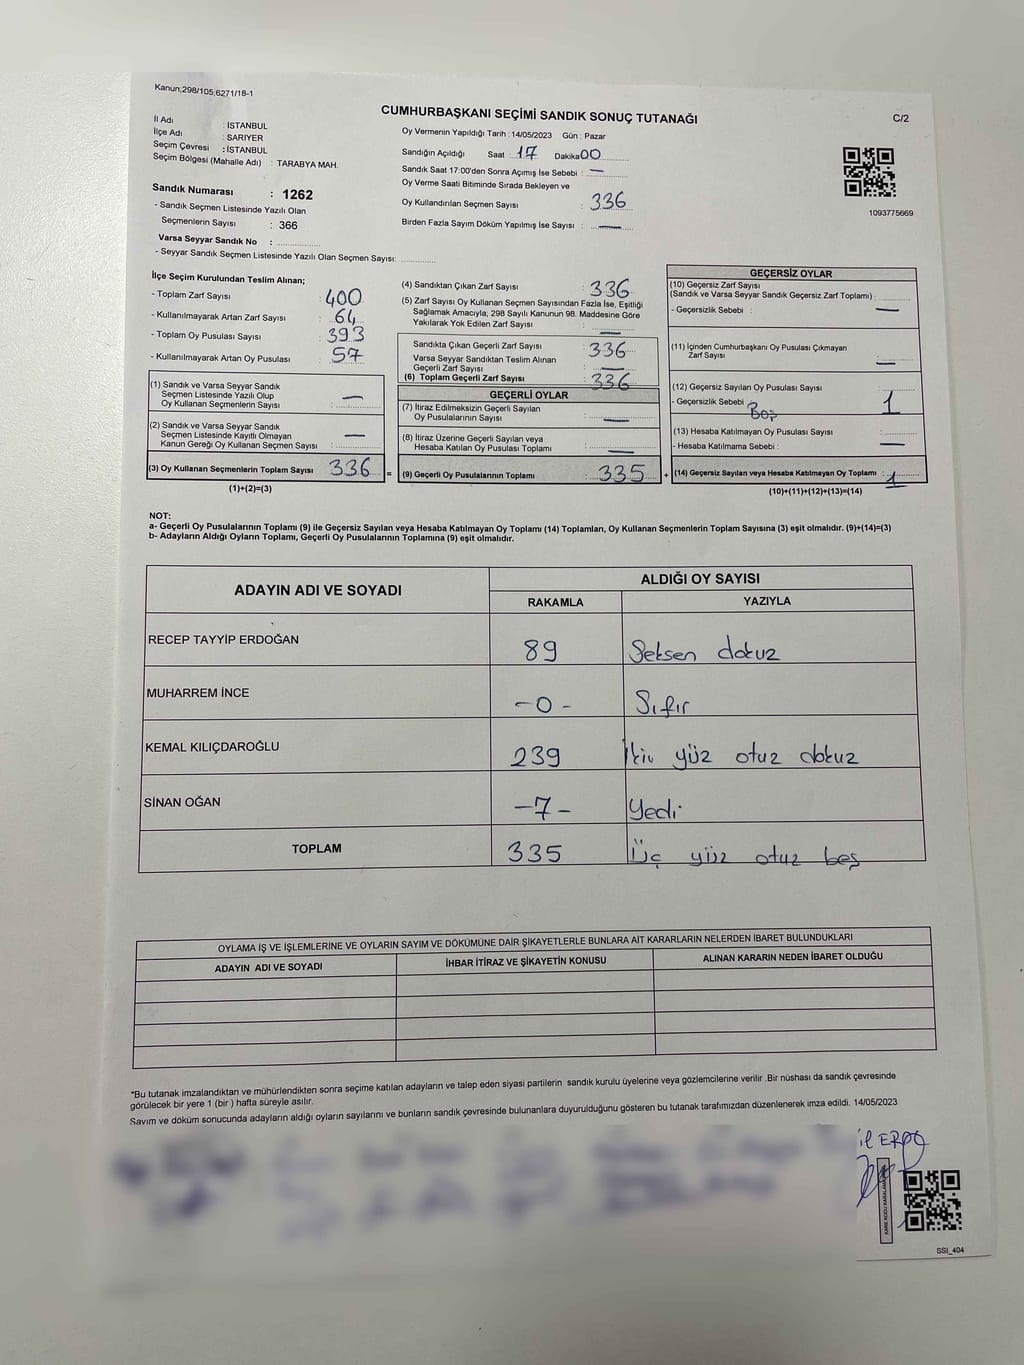 Kanun;298/105,6271/18-1
CUMHURBAŞKANI SEÇİMİ SANDIK SONUÇ TUTANAĞI
C/2
İl Adı : İSTANBUL
İlçe Adı : SARIYER
Seçim Çevresi : İSTANBUL
Seçim Bölgesi (Mahalle Adı) : TARABYA MAH.
Sandık Numarası : 1262
- Sandık Seçmen Listesinde Yazılı Olan
Seçmenlerin Sayısı : 366
Varsa Seyyar Sandık No :
- Seyyar Sandık Seçmen Listesinde Yazılı Olan Seçmen Sayısı:
Oy Vermenin Yapıldığı Tarih : 14/05/2023 Gün : Pazar
Sandığın Açıldığı Saat : 17 Dakika 00
Sandık Saat 17:00'den Sonra Açımış İse Sebebi : —
Oy Verme Saati Bitiminde Sırada Bekleyen ve
Oy Kullandırılan Seçmen Sayısı : 336
Birden Fazla Sayım Döküm Yapılmış İse Sayısı : —
1093775669
İlçe Seçim Kurulundan Teslim Alınan;
- Toplam Zarf Sayısı : 400
- Kullanılmayarak Artan Zarf Sayısı : 64
- Toplam Oy Pusulası Sayısı : 393
- Kullanılmayarak Artan Oy Pusulası : 57
(1) Sandık ve Varsa Seyyar Sandık
Seçmen Listesinde Yazılı Olup
Oy Kullanan Seçmenlerin Sayısı : —
(2) Sandık ve Varsa Seyyar Sandık
Seçmen Listesinde Kayıtlı Olmayan
Kanun Gereği Oy Kullanan Seçmen Sayısı : —
(3) Oy Kullanan Seçmenlerin Toplam Sayısı 336 =
(1)+(2)=(3)
(4) Sandıktan Çıkan Zarf Sayısı : 336
(5) Zarf Sayısı Oy Kullanan Seçmen Sayısından Fazla İse, Eşitliği
Sağlamak Amacıyla, 298 Sayılı Kanunun 98. Maddesine Göre
Yakılarak Yok Edilen Zarf Sayısı : —
Sandıkta Çıkan Geçerli Zarf Sayısı : 336
Varsa Seyyar Sandıktan Teslim Alınan
Geçerli Zarf Sayısı : —
(6) Toplam Geçerli Zarf Sayısı : 336
GEÇERLİ OYLAR
(7) İtiraz Edilmeksizin Geçerli Sayılan
Oy Pusulalarının Sayısı : —
(8) İtiraz Üzerine Geçerli Sayılan veya
Hesaba Katılan Oy Pusulası Toplamı : —
(9) Geçerli Oy Pusulalarının Toplamı : 335 +
GEÇERSİZ OYLAR
(10) Geçersiz Zarf Sayısı
(Sandık ve Varsa Seyyar Sandık Geçersiz Zarf Toplamı) :
- Geçersizlik Sebebi : —
(11) İçinden Cumhurbaşkanı Oy Pusulası Çıkmayan
Zarf Sayısı : —
(12) Geçersiz Sayılan Oy Pusulası Sayısı : 1
- Geçersizlik Sebebi :
(13) Hesaba Katılmayan Oy Pusulası Sayısı :
- Hesaba Katılmama Sebebi : —
(14) Geçersiz Sayılan veya Hesaba Katılmayan Oy Toplamı : 1
(10)+(11)+(12)+(13)=(14)
NOT:
a- Geçerli Oy Pusulalarının Toplamı (9) ile Geçersiz Sayılan veya Hesaba Katılmayan Oy Toplamı (14) Toplamları, Oy Kullanan Seçmenlerin Toplam Sayısına (3) eşit olmalıdır. (9)+(14)=(3)
b- Adayların Aldığı Oyların Toplamı, Geçerli Oy Pusulalarının Toplamına (9) eşit olmalıdır.
ADAYIN ADI VE SOYADI
ALDIĞI OY SAYISI
RAKAMLA YAZIYLA
RECEP TAYYİP ERDOĞAN 89 Seksen dokuz
MUHARREM İNCE -0- Sıfır
KEMAL KILIÇDAROĞLU 239 İki yüz otuz dokuz
SİNAN OĞAN -7- Yedi
TOPLAM 335 Üç yüz otuz beş
OYLAMA İŞ VE İŞLEMLERİNE VE OYLARIN SAYIM VE DÖKÜMÜNE DAİR ŞİKAYETLERLE BUNLARA AİT KARARLARIN NELERDEN İBARET BULUNDUKLARI
ADAYIN ADI VE SOYADI İHBAR İTİRAZ VE ŞİKAYETİN KONUSU ALINAN KARARIN NEDEN İBARET OLDUĞU
*Bu tutanak imzalandıktan ve mühürlendikten sonra seçime katılan adayların ve talep eden siyasi partilerin sandık kurulu üyelerine veya gözlemcilerine verilir .Bir nüshası da sandık çevresinde
görülecek bir yere 1 (bir ) hafta süreyle asılır.
Sayım ve döküm sonucunda adayların aldığı oyların sayılarını ve bunların sandık çevresinde bulunanlara duyurulduğunu gösteren bu tutanak tarafımızdan düzenlenerek imza edildi. 14/05/2023
SSI_404